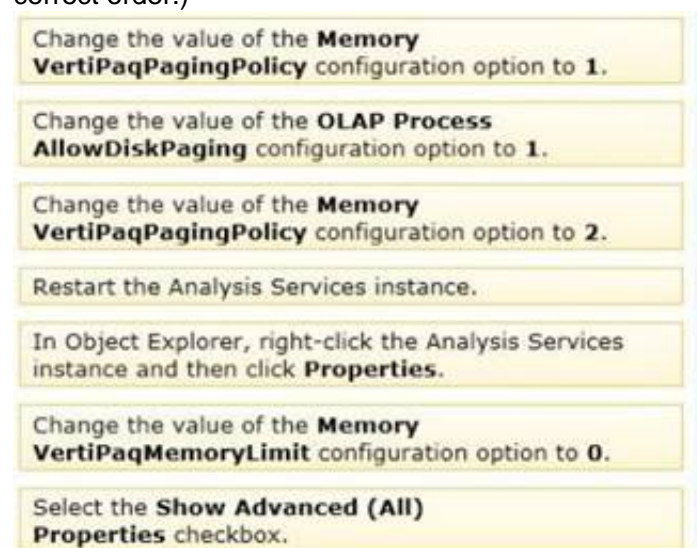 correct order.)
Change the value of the Memory
VertiPaqPagingPolicy configuration option to 1.
Change the value of the OLAP Process
AllowDiskPaging configuration option to 1.
Change the value of the Memory
VertiPaqPagingPolicy configuration option to 2.
Restart the Analysis Services instance.
In Object Explorer, right-click the Analysis Services
instance and then click Properties.
Change the value of the Memory
VertiPaqMemoryLimit configuration option to 0.
Select the Show Advanced (All)
Properties checkbox.